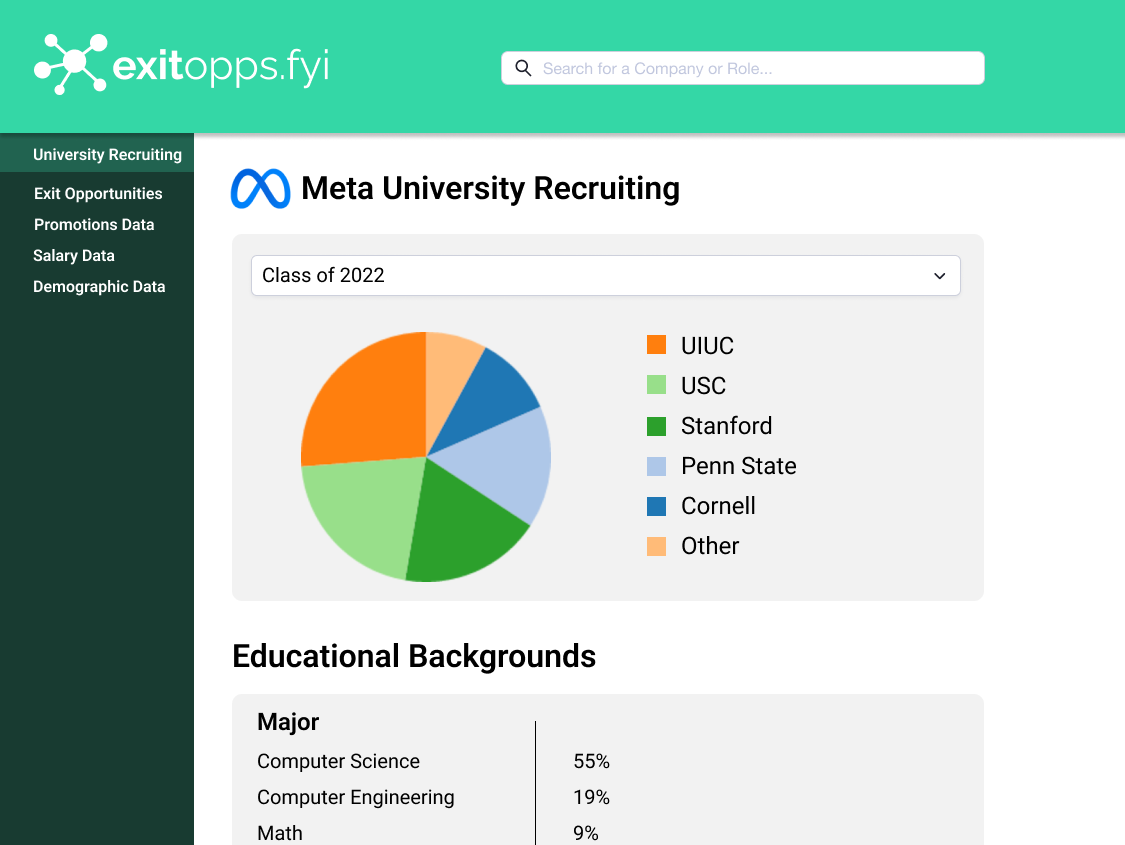 exitopps.fyi
Search for a Company or Role...
University Recruiting
Exit Opportunities
Promotions Data
Salary Data
Demographic Data
Meta University Recruiting
Class of 2022
UIUC
USC
Stanford
Penn State
Cornell
Other
Educational Backgrounds
Major
Computer Science 55%
Computer Engineering 19%
Math 9%